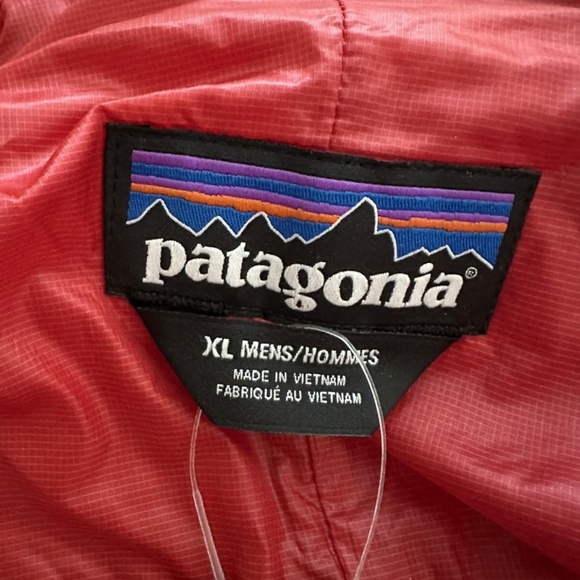 patagonia®
XL MENS/HOMMES
MADE IN VIETNAM
FABRIQUÉ AU VIETNAM